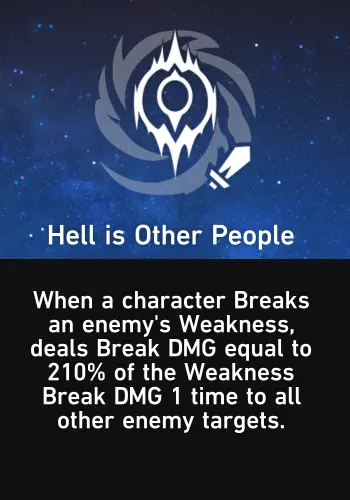 Hell is Other People
When a character Breaks
an enemy's Weakness,
deals Break DMG equal to
210% of the Weakness
Break DMG 1 time to all
other enemy targets.